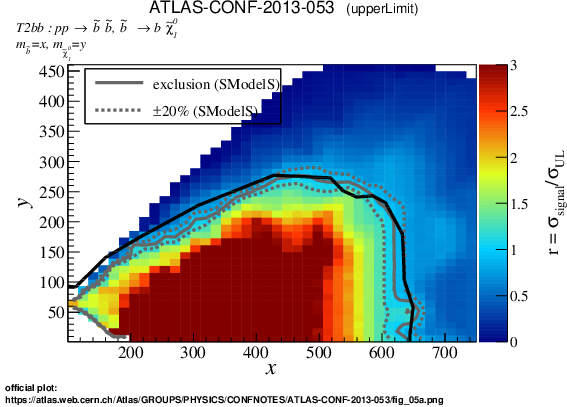 ATLAS-CONF-2013-053 (upperLimit)
T2bb : pp → b̃ b̃, b̃ → b χ̃₁⁰
m_b̃=x, m_χ̃₁⁰=y
exclusion (SModelS)
±20% (SModelS)
450
400
350
300
250
200
150
100
50
y
200 300 400 500 600 700
x
3
2.5
2
1.5
1
0.5
0
r = σ_signal/σ_UL
official plot:
https://atlas.web.cern.ch/Atlas/GROUPS/PHYSICS/CONFNOTES/ATLAS-CONF-2013-053/fig_05a.png